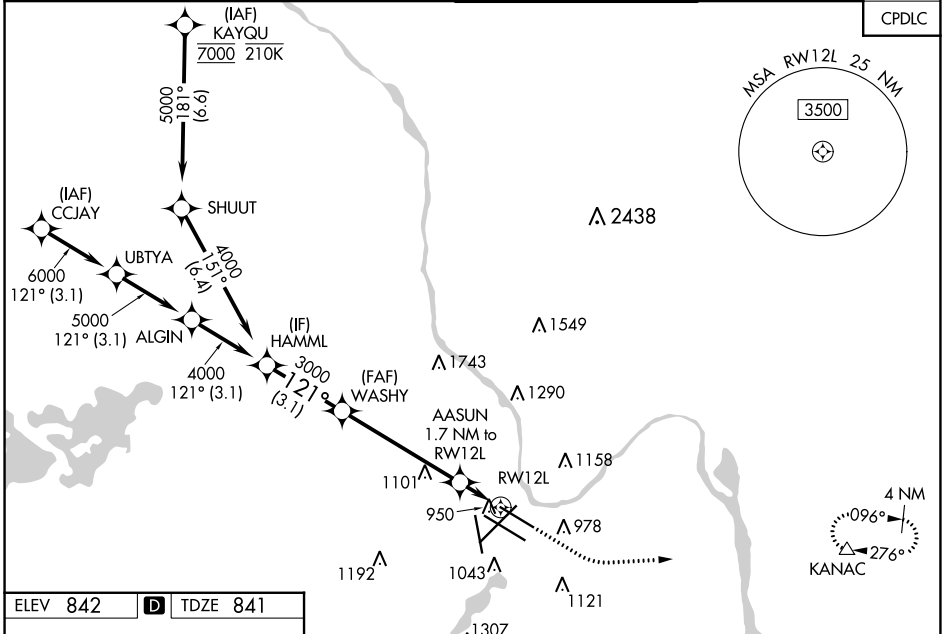 CPDLC
(IAF)
KAYQU
7000 210K
5000
181°
(6.6)
MSA RW12L 25 NM
3500
(IAF)
CCJAY
SHUUT
2438
UBTYA
4000
151°
(6.4)
6000
121° (3.1)
5000
121° (3.1)
ALGIN
(IF)
HAMML
1549
4000
121° (3.1)
3000
121°
(3.1)
(FAF)
WASHY
1743
1290
AASUN
1.7 NM to
RW12L
1158
1101
RW12L
950
978
4 NM
096°
276°
KANAC
1192
1043
1121
1307
ELEV 842 D TDZE 841